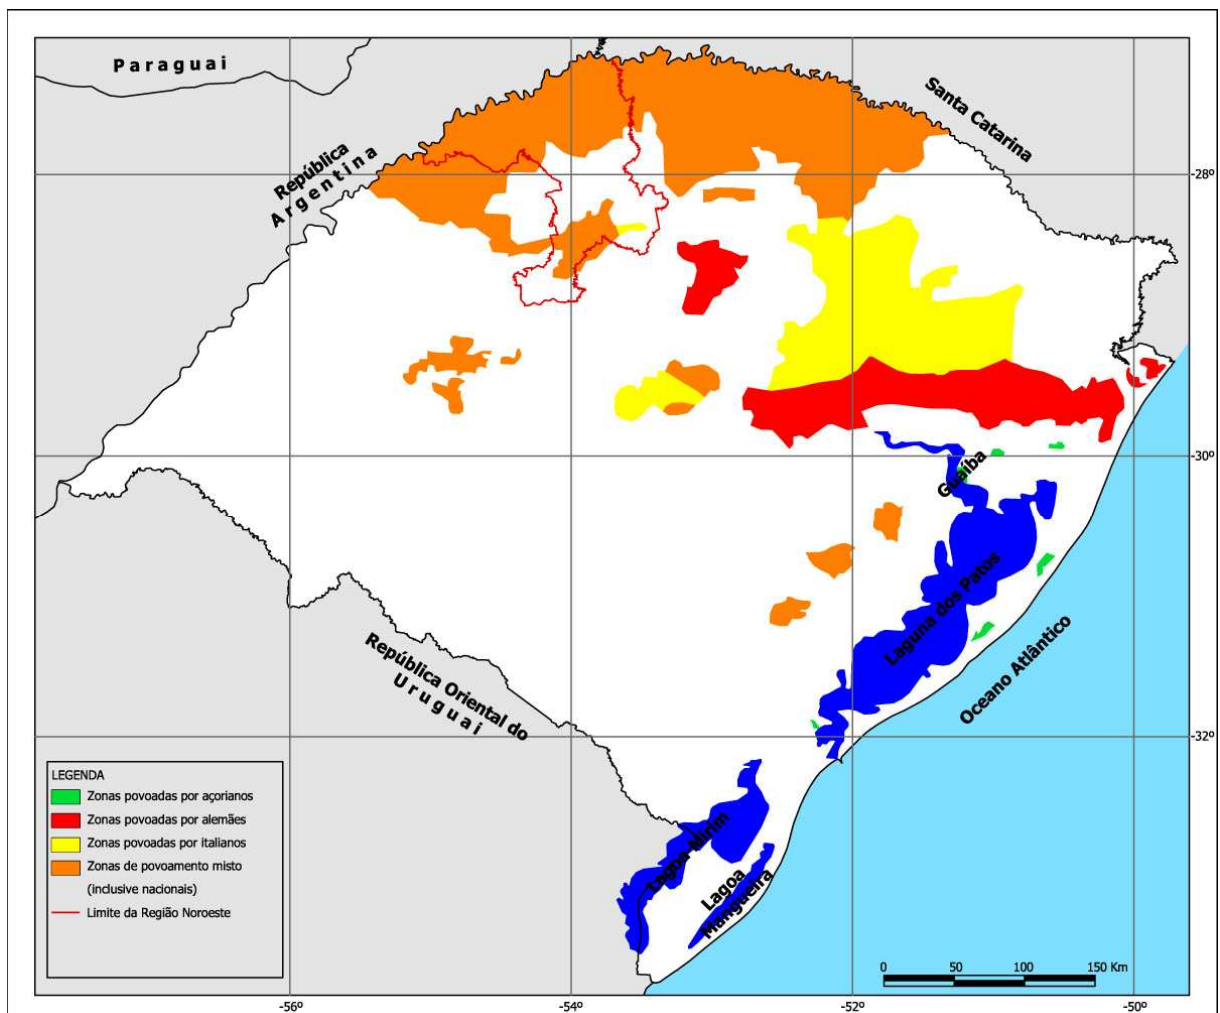 Paraguai
Santa Catarina
República
Argentina
28º
Guaíba
-30º
Laguna dos Patos
Oceano Atlântico
República Oriental do
Uruguai
-32º
LEGENDA
Zonas povoadas por açorianos
Zonas povoadas por alemães
Zonas povoadas por italianos
Zonas de povoamento misto
(inclusive nacionais)
Limite da Região Noroeste
Lagoa Mirim
Lagoa
Mangueira
0 50 100 150 Km
-56º -54º -52º -50º